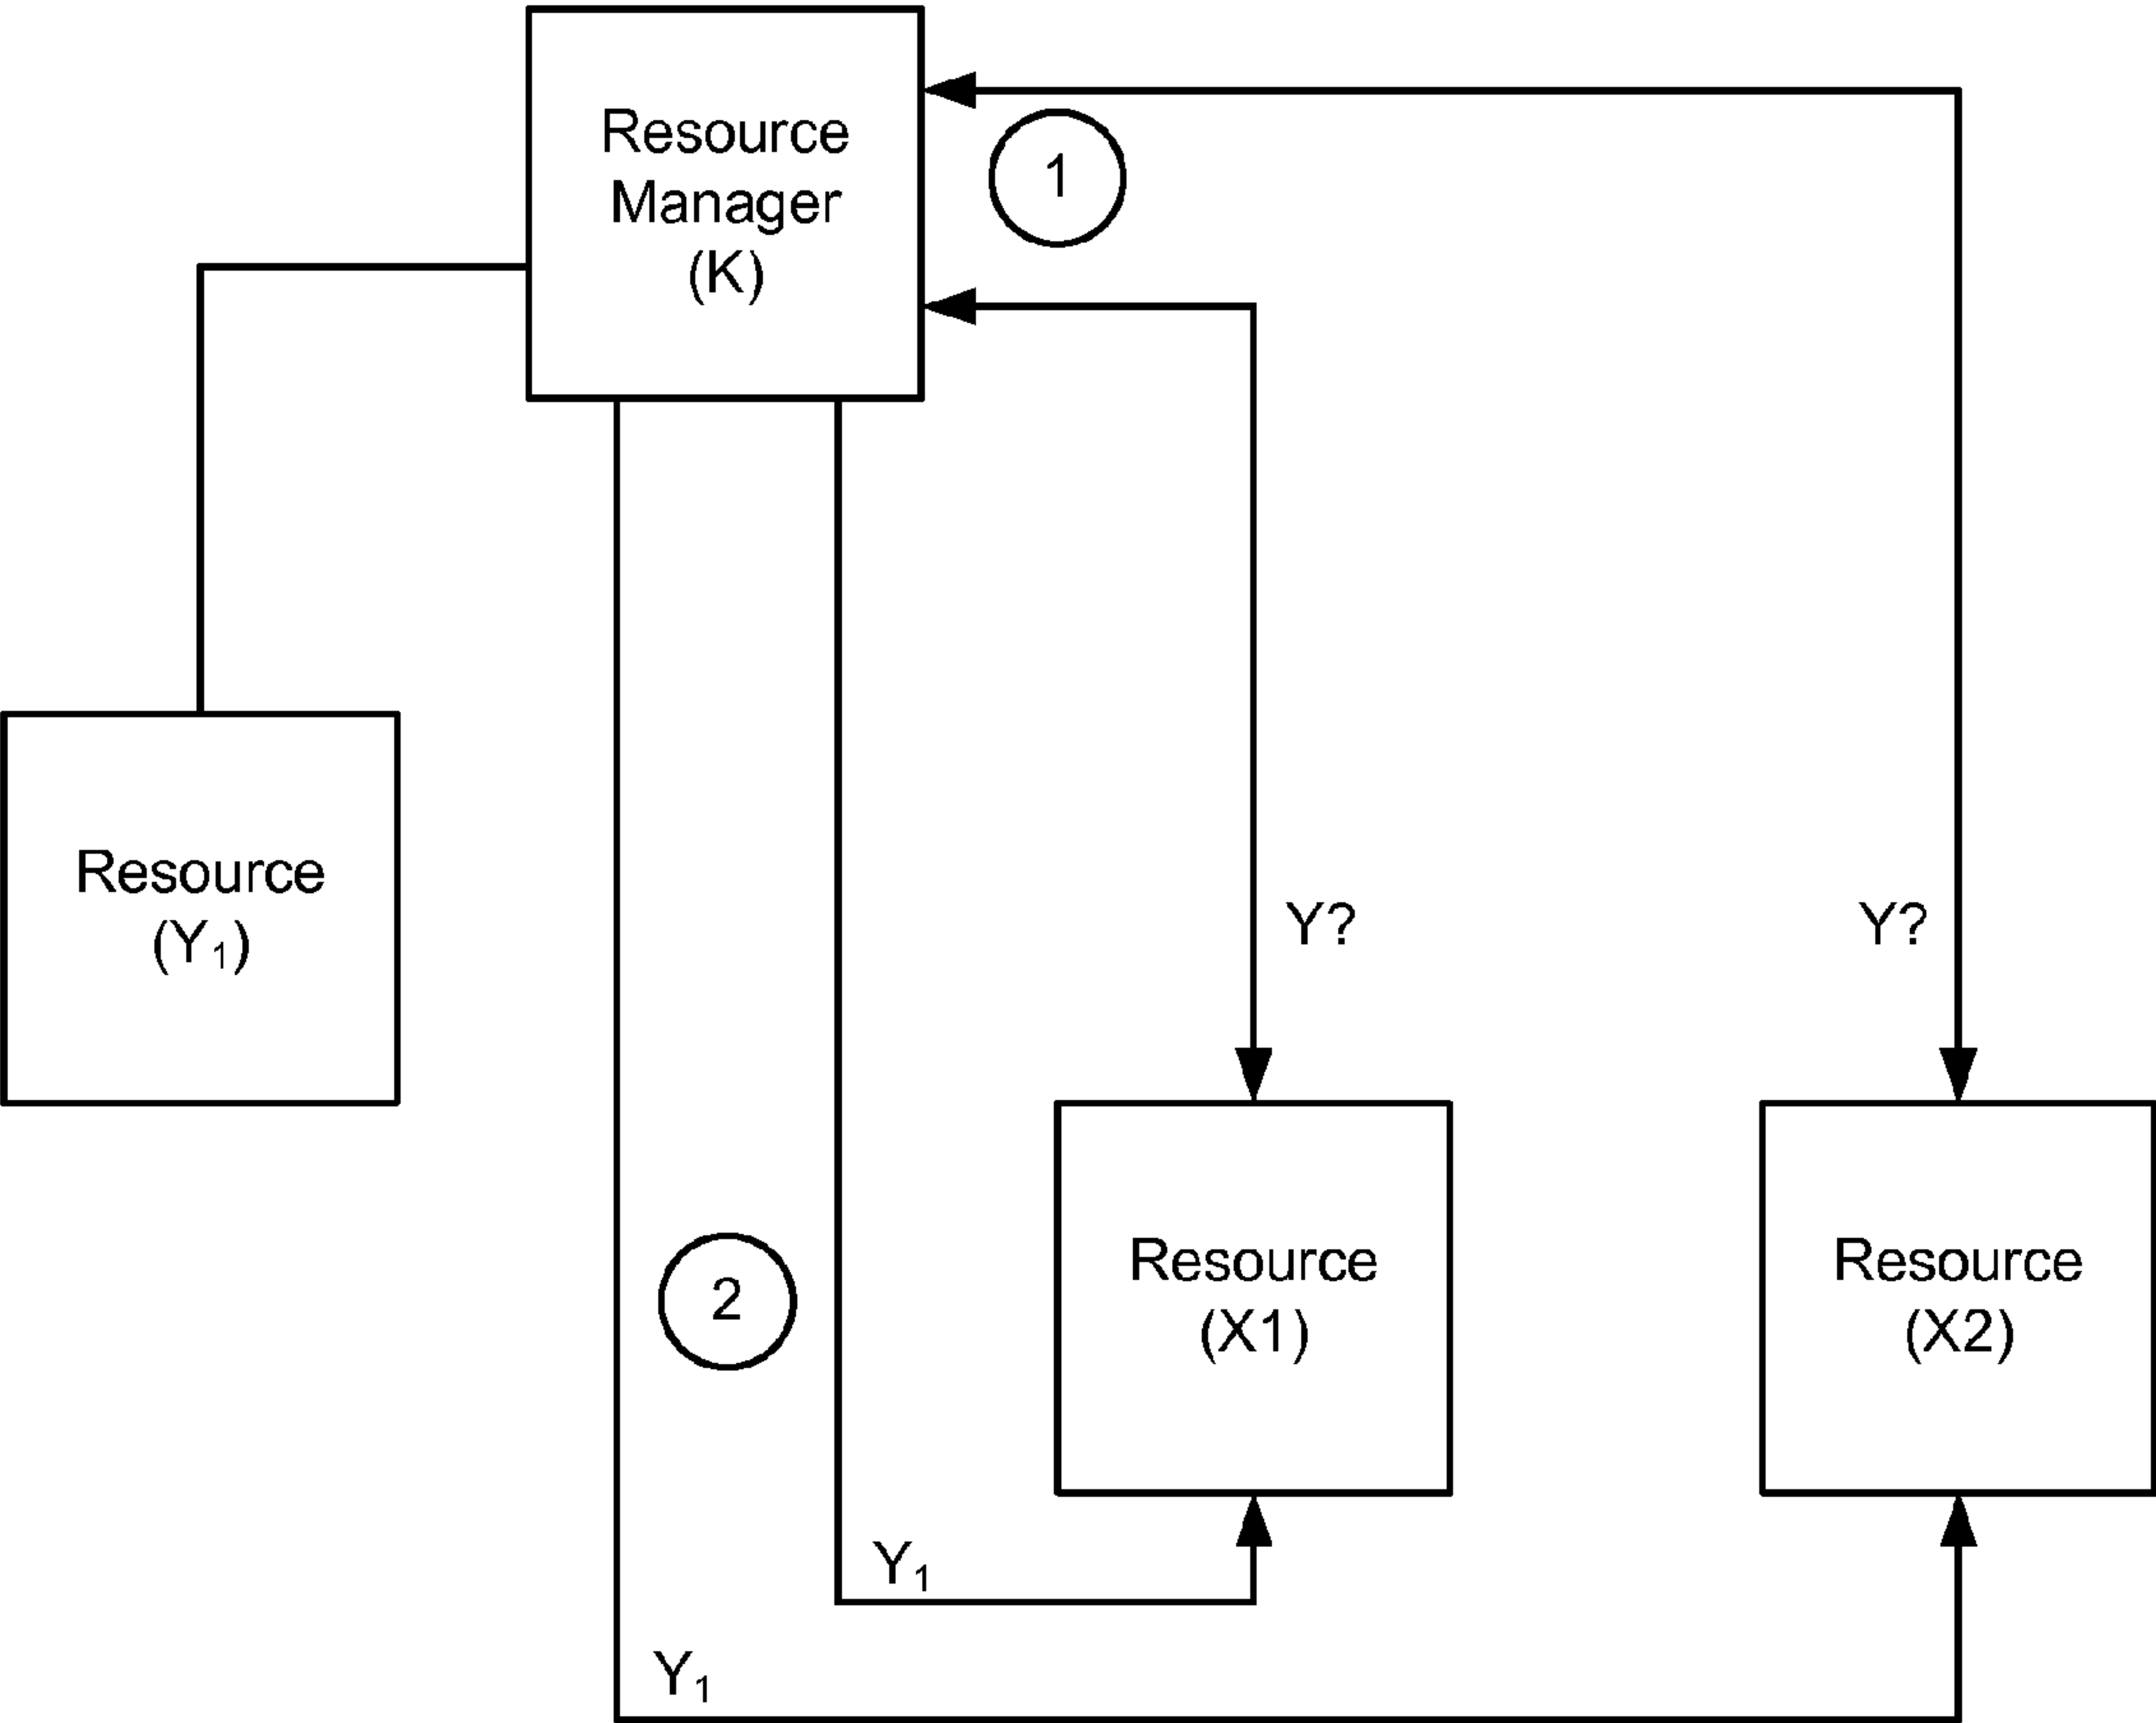 Resource
Manager
(K)
1
Resource
(Y₁)
Y?
Y?
2
Resource
(X1)
Resource
(X2)
Y₁
Y₁